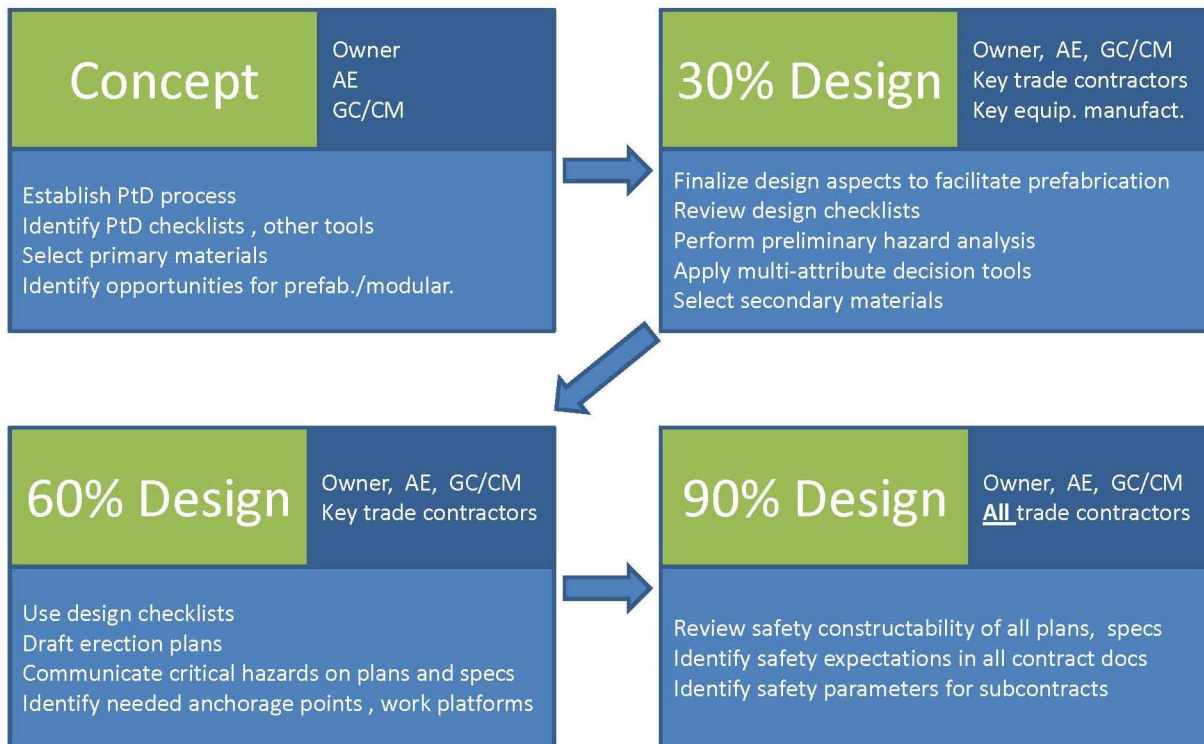 Concept
Owner
AE
GC/CM
Establish PtD process
Identify PtD checklists , other tools
Select primary materials
Identify opportunities for prefab./modular.
30% Design
Owner, AE, GC/CM
Key trade contractors
Key equip. manufact.
Finalize design aspects to facilitate prefabrication
Review design checklists
Perform preliminary hazard analysis
Apply multi-attribute decision tools
Select secondary materials
60% Design
Owner, AE, GC/CM
Key trade contractors
Use design checklists
Draft erection plans
Communicate critical hazards on plans and specs
Identify needed anchorage points , work platforms
90% Design
Owner, AE, GC/CM
All trade contractors
Review safety constructability of all plans, specs
Identify safety expectations in all contract docs
Identify safety parameters for subcontracts